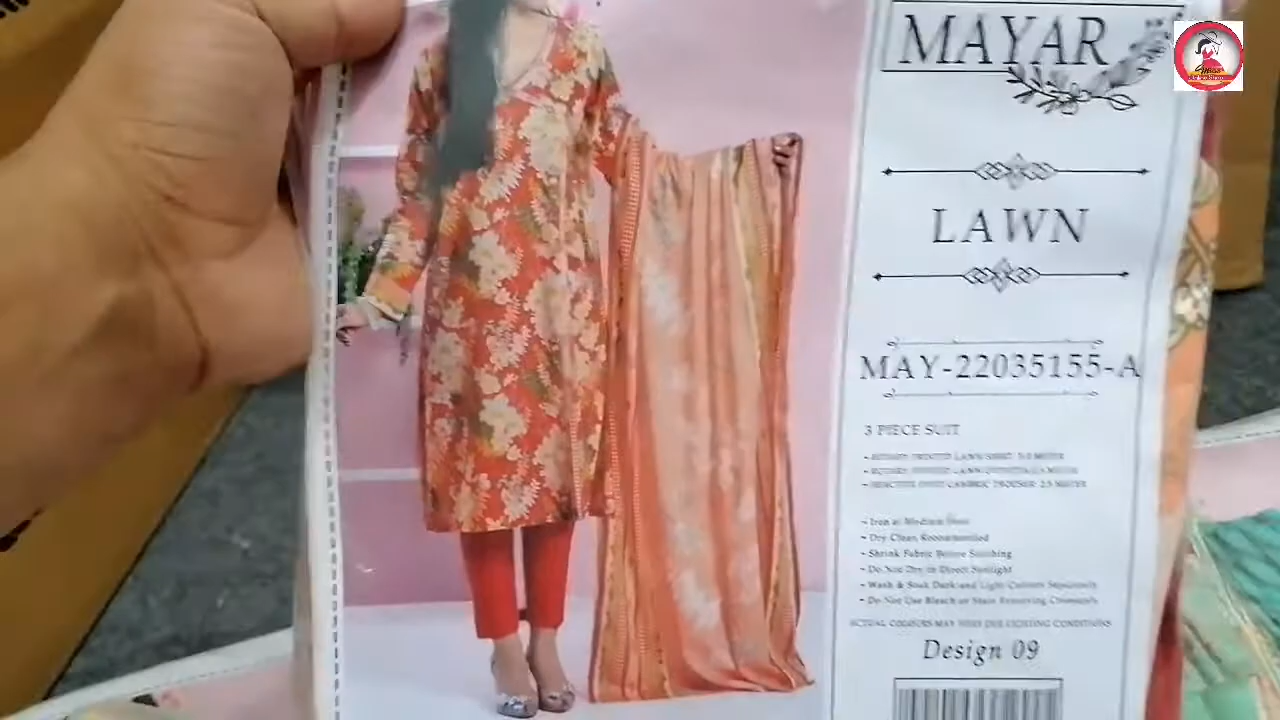 MAYAR
LAWN
MAY-22035155-A
3 PIECE SUIT
• Iron at Medium Heat
• Dry Clean Recommended
• Shrink Fabric Before Stitching
• Do Not Dry in Direct Sunlight
• Wash & Soak Dark and Light Colours Separately
• Do Not Use Bleach or Stain Removing Chemicals
ACTUAL COLOURS MAY VERY DUE LIGHTING CONDITIONS
Design 09